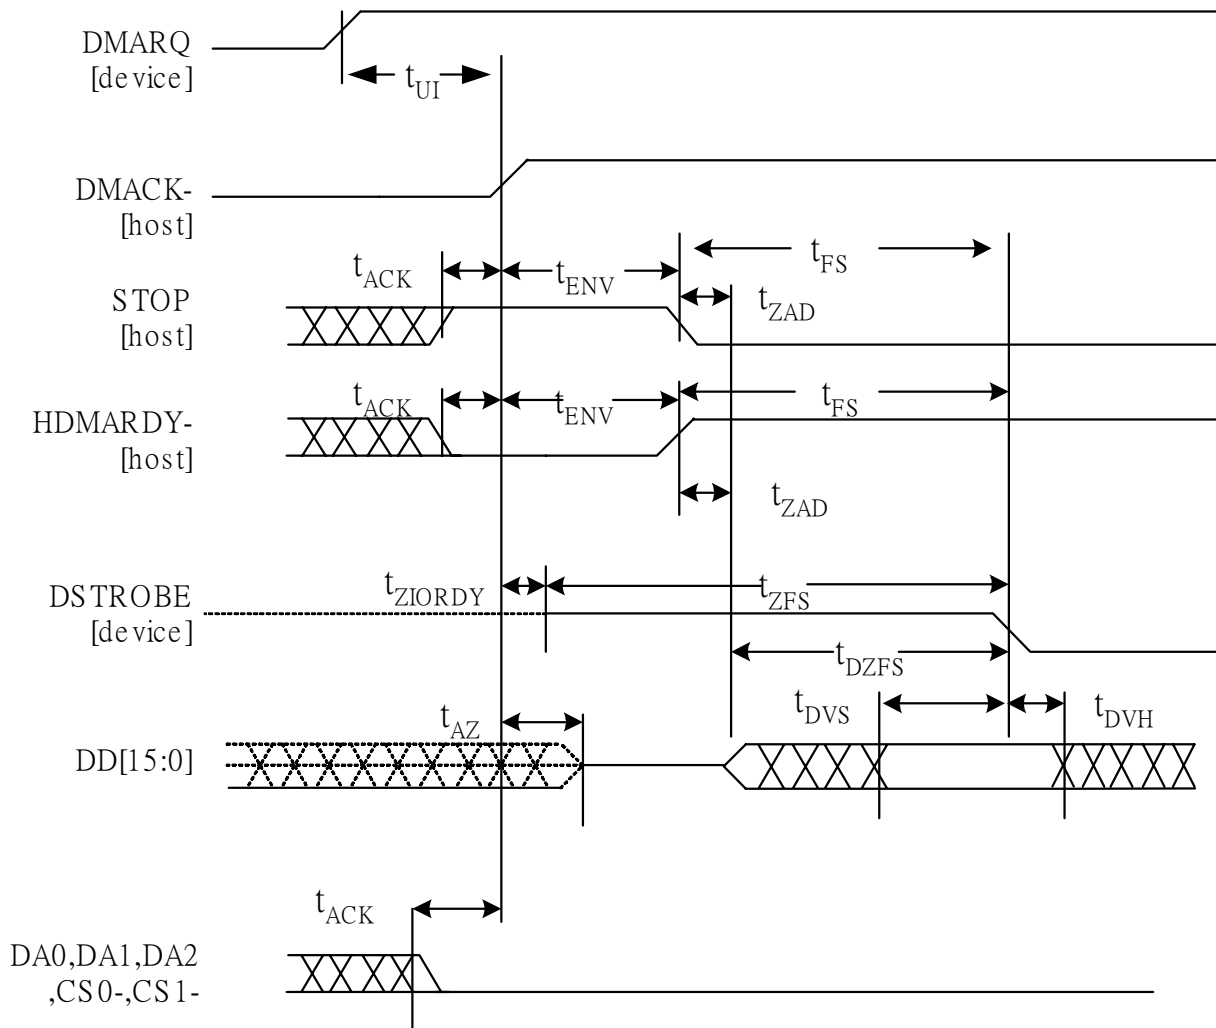 DMARQ
[device]
tUI
DMACK-
[host]
tFS
tACK
tENV
STOP
[host]
tZAD
tACK
tENV
tFS
HDMARDY-
[host]
tZAD
DSTROBE
[device]
tZIORDY
tZFS
tDZFS
tDVS
tDVH
tAZ
DD[15:0]
tACK
DA0,DA1,DA2
,CS0-,CS1-